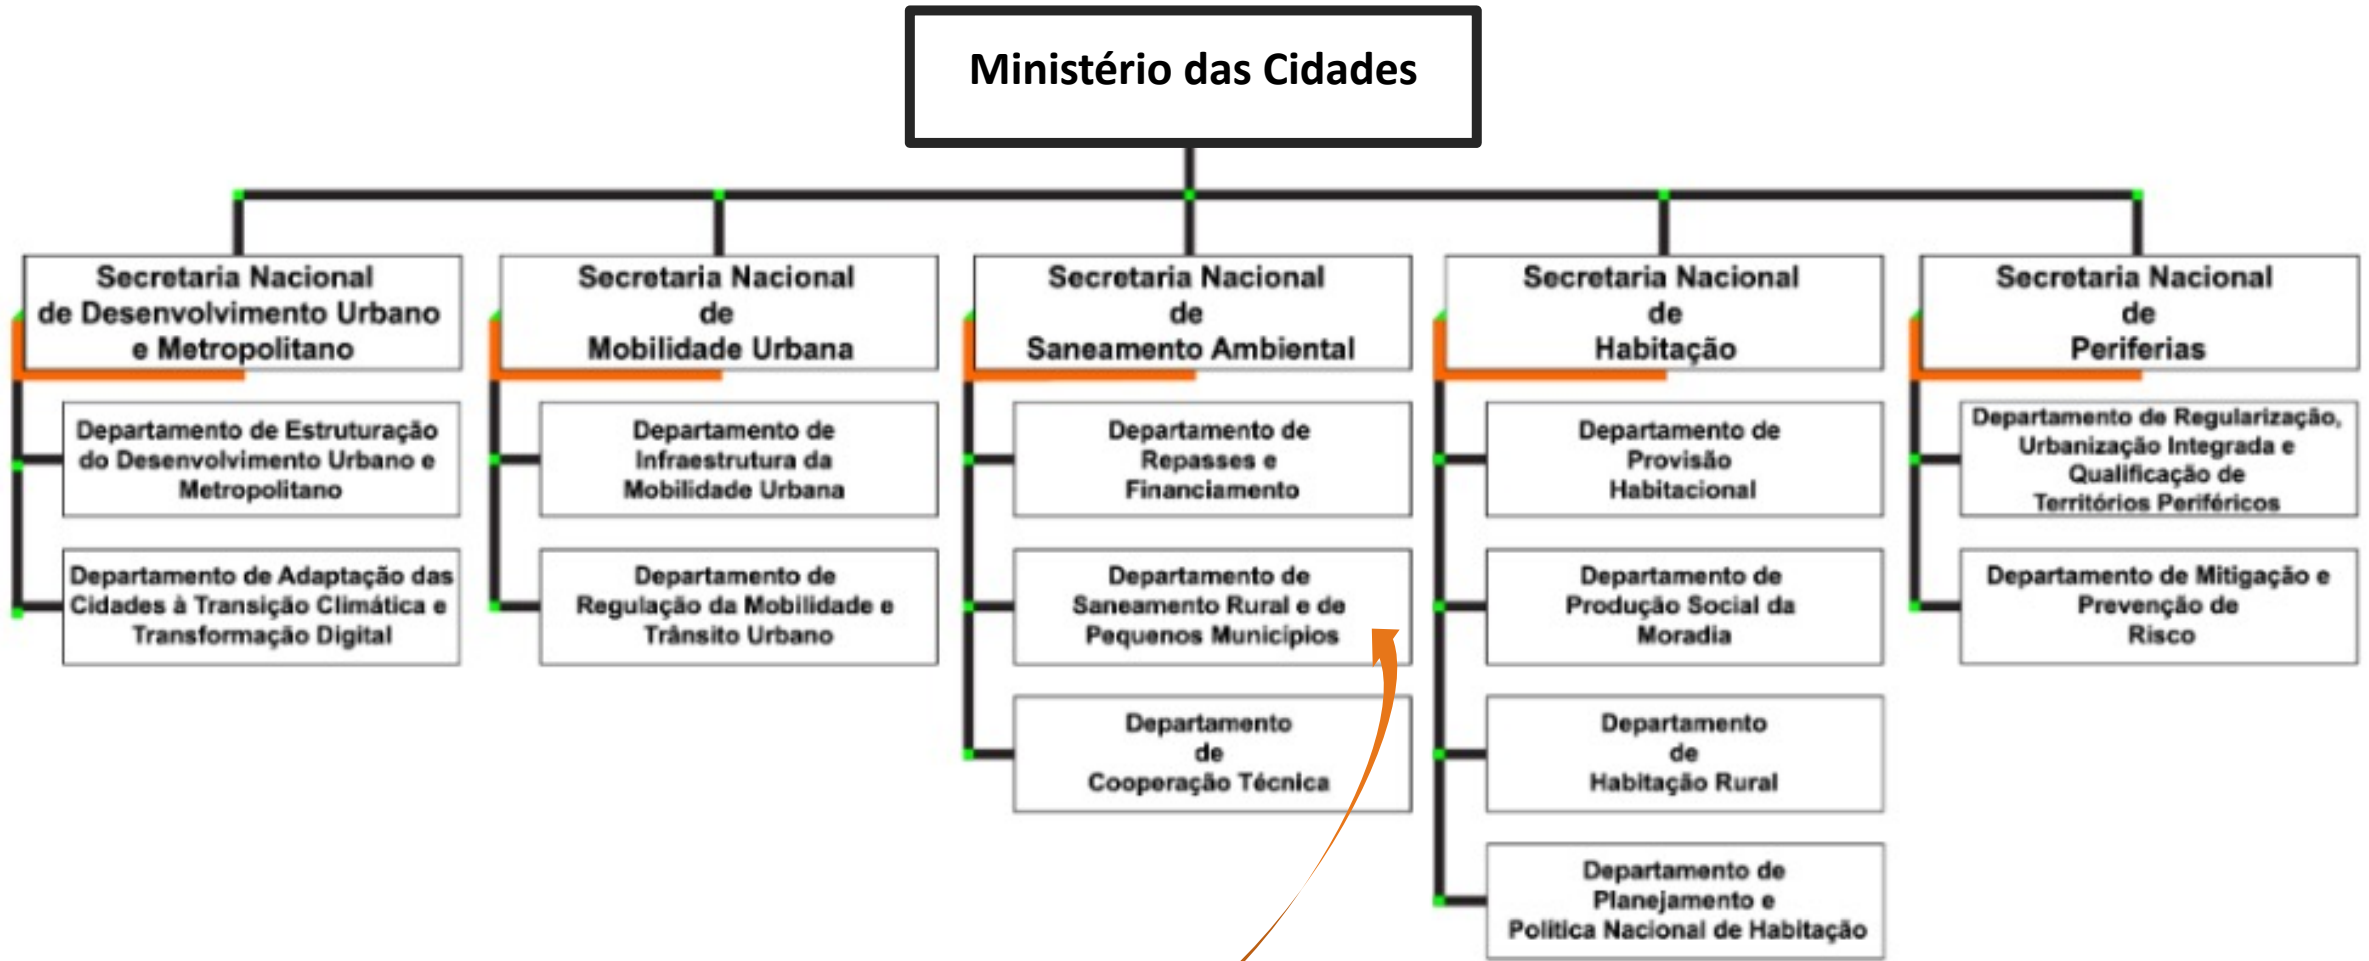 Ministério das Cidades
Secretaria Nacional
de Desenvolvimento Urbano
e Metropolitano
Departamento de Estruturação
do Desenvolvimento Urbano e
Metropolitano
Departamento de Adaptação das
Cidades à Transição Climática e
Transformação Digital
Secretaria Nacional
de
Mobilidade Urbana
Departamento de
Infraestrutura da
Mobilidade Urbana
Departamento de
Regulação da Mobilidade e
Trânsito Urbano
Secretaria Nacional
de
Saneamento Ambiental
Departamento de
Repasses e
Financiamento
Departamento de
Saneamento Rural e de
Pequenos Municípios
Departamento
de
Cooperação Técnica
Secretaria Nacional
de
Habitação
Departamento de
Provisão
Habitacional
Departamento de
Produção Social da
Moradia
Departamento
de
Habitação Rural
Departamento de
Planejamento e
Política Nacional de Habitação
Secretaria Nacional
de
Periferias
Departamento de Regularização,
Urbanização Integrada e
Qualificação de
Territórios Periféricos
Departamento de Mitigação e
Prevenção de
Risco